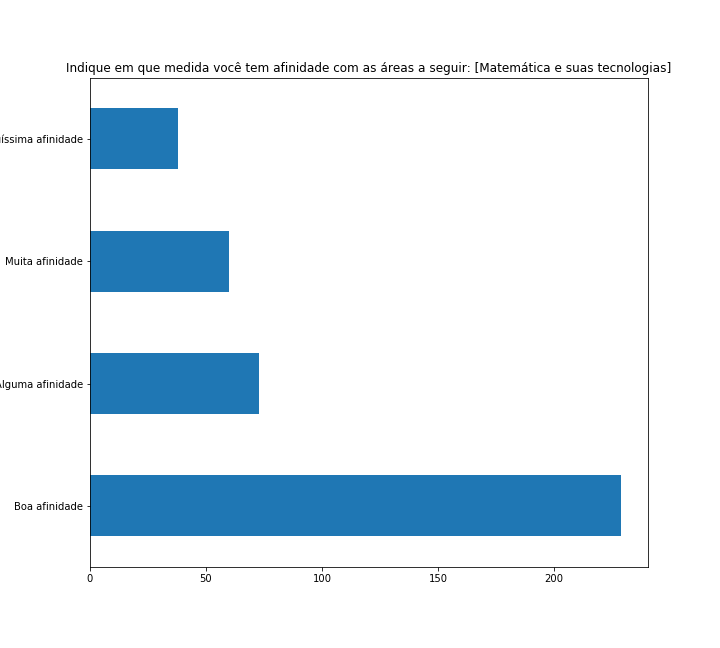 Indique em que medida você tem afinidade com as áreas a seguir: [Matemática e suas tecnologias]
afinidade
Muita afinidade
Alguma afinidade
Boa afinidade
0 50 100 150 200